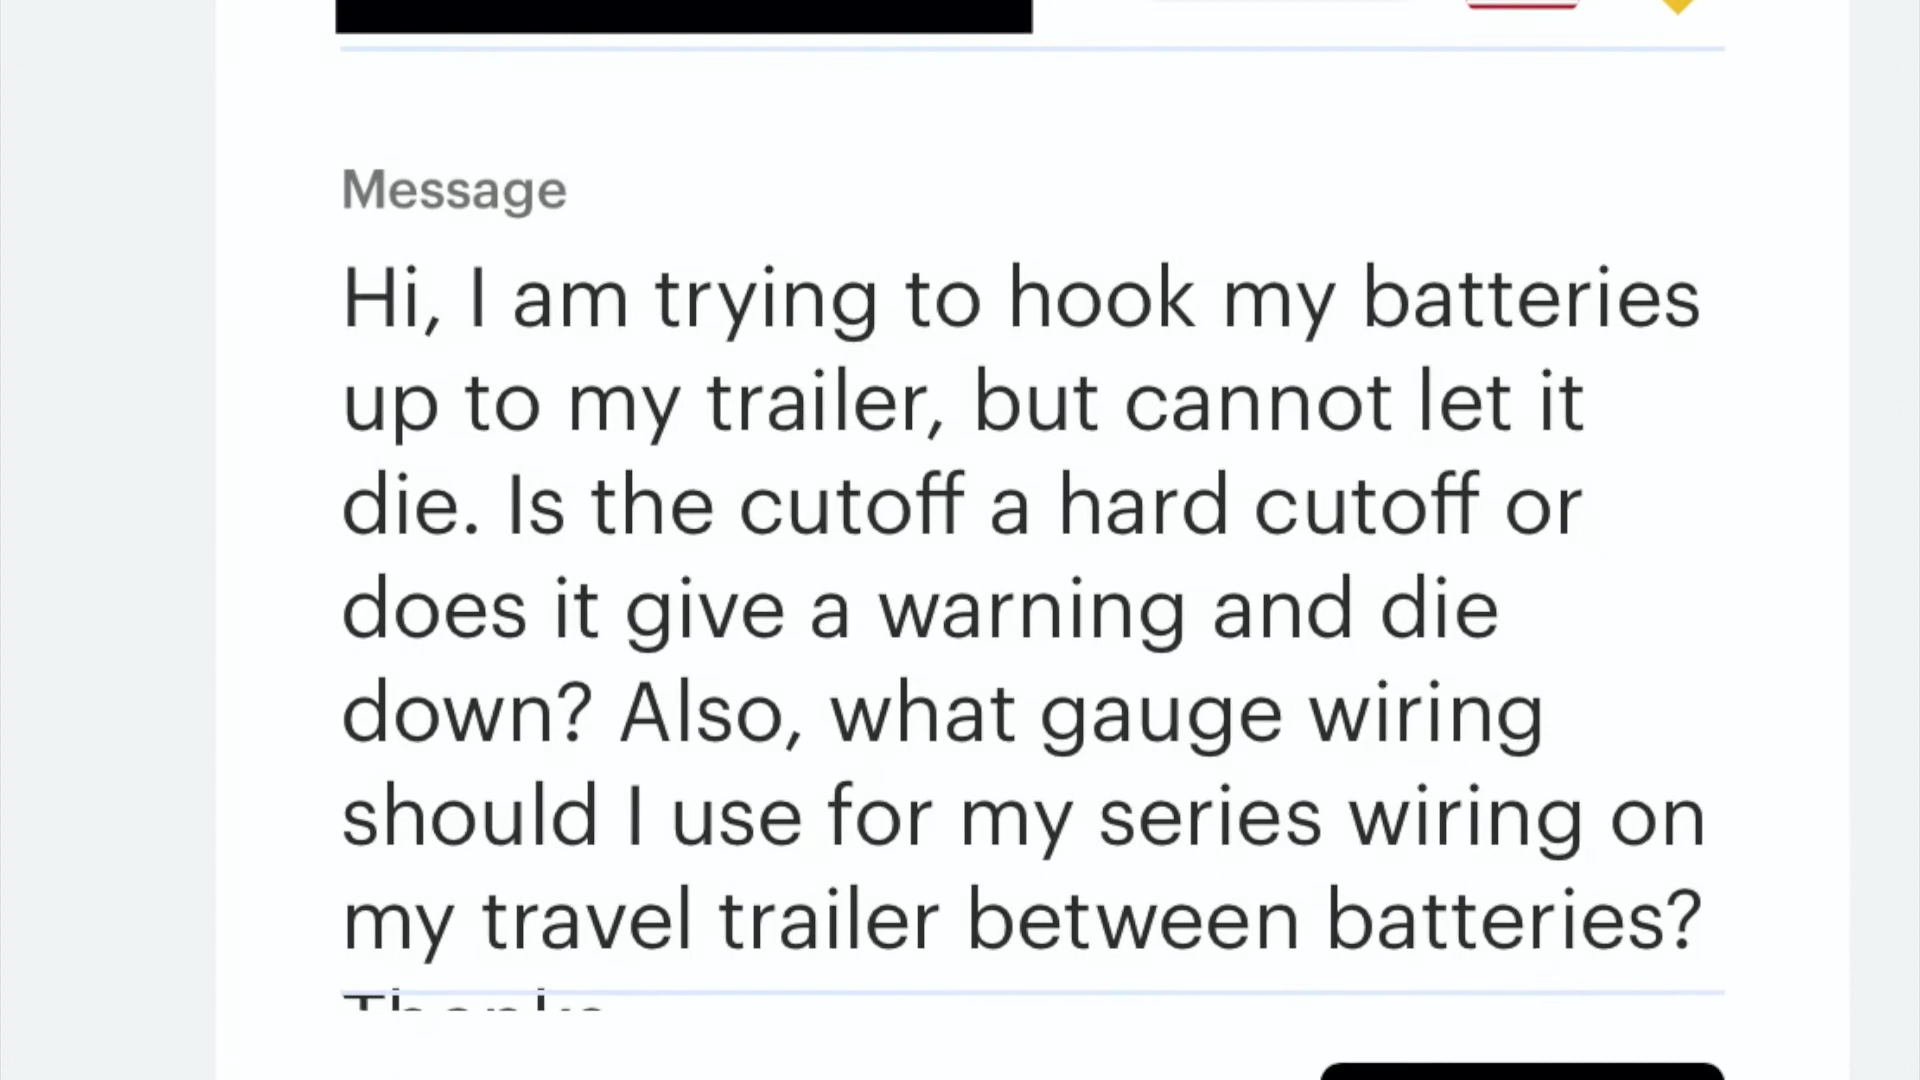 Message
Hi, I am trying to hook my batteries
up to my trailer, but cannot let it
die. Is the cutoff a hard cutoff or
does it give a warning and die
down? Also, what gauge wiring
should I use for my series wiring on
my travel trailer between batteries?
Thanks